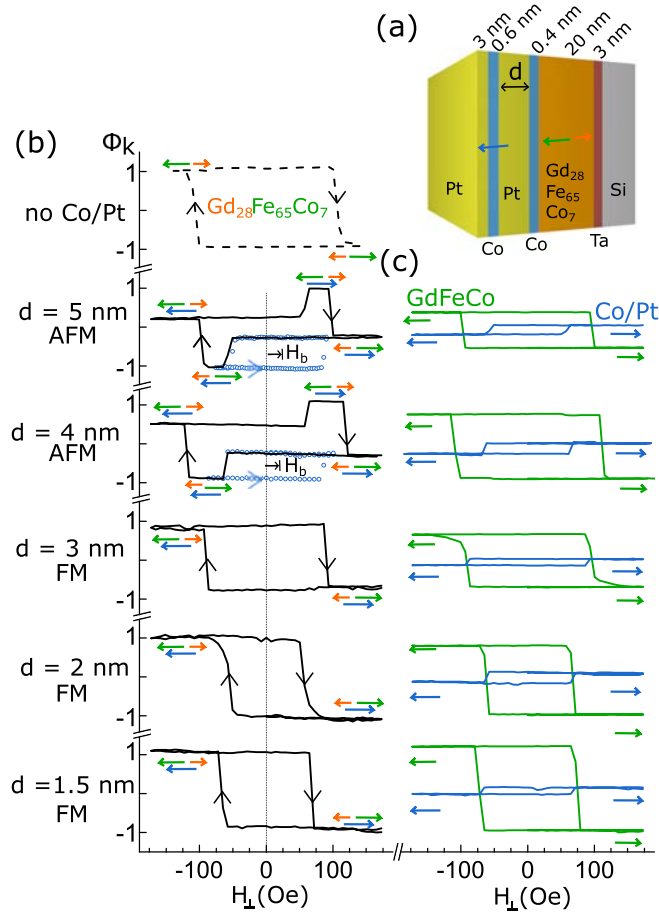 (a)
3 nm
0.6 nm
0.4 nm
20 nm
3 nm
d
Pt
Pt
Gd₂₈
Fe₆₅
Co₇
Si
Co
Co
Ta
(b)
Φₖ
1
no Co/Pt
Gd₂₈Fe₆₅Co₇
-1
d = 5 nm
AFM
1
-1
H_b
d = 4 nm
AFM
1
-1
H_b
d = 3 nm
FM
1
-1
d = 2 nm
FM
1
-1
d =1.5 nm
FM
1
-1
-100
0
100
H⊥(Oe)
(c)
GdFeCo
Co/Pt
-100
0
100
H⊥(Oe)